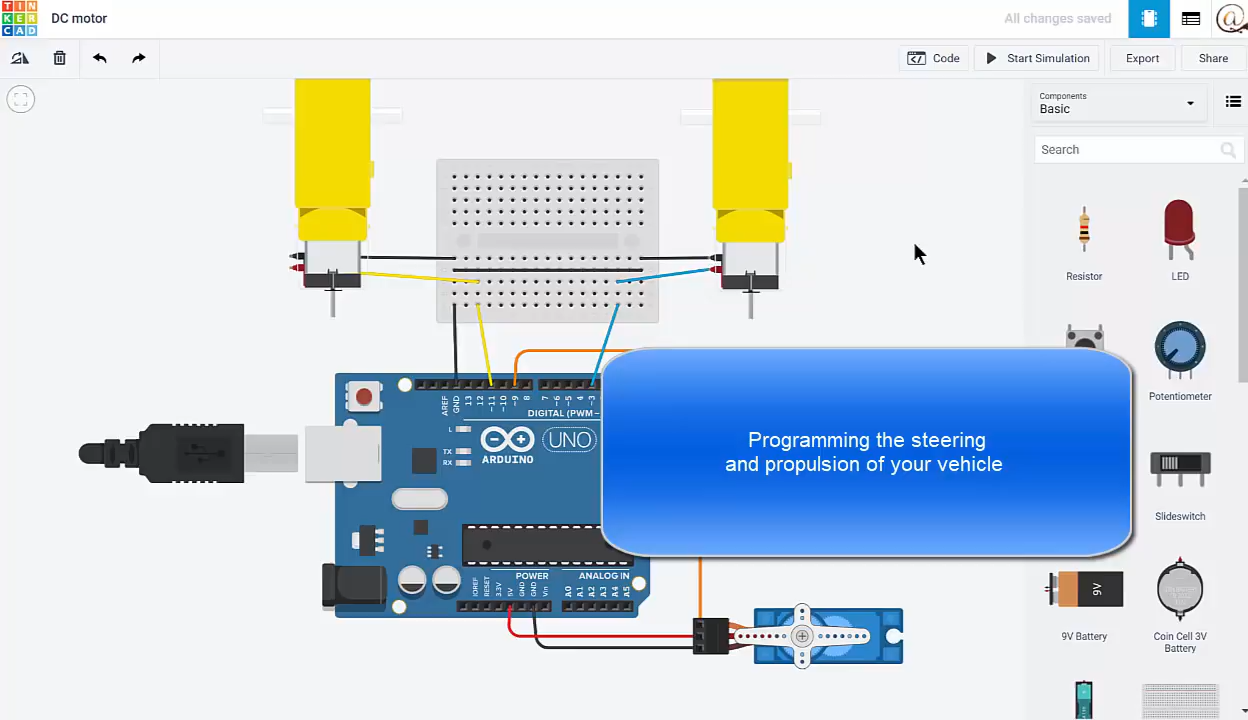 TIN
KER
CAD
DC motor
All changes saved
Code
Start Simulation
Export
Share
Components
Basic
Search
Resistor
LED
Potentiometer
Slideswitch
9V
9V Battery
Coin Cell 3V
Battery
Programming the steering
and propulsion of your vehicle
AREF
GND
13
12
~11
~10
~9
8
7
~6
~5
4
~3
DIGITAL (PWM~
L
TX
RX
UNO
ARDUINO
IOREF
RESET
3.3V
5V
GND
GND
Vin
POWER
ANALOG IN
A0
A1
A2
A3
A4
A5